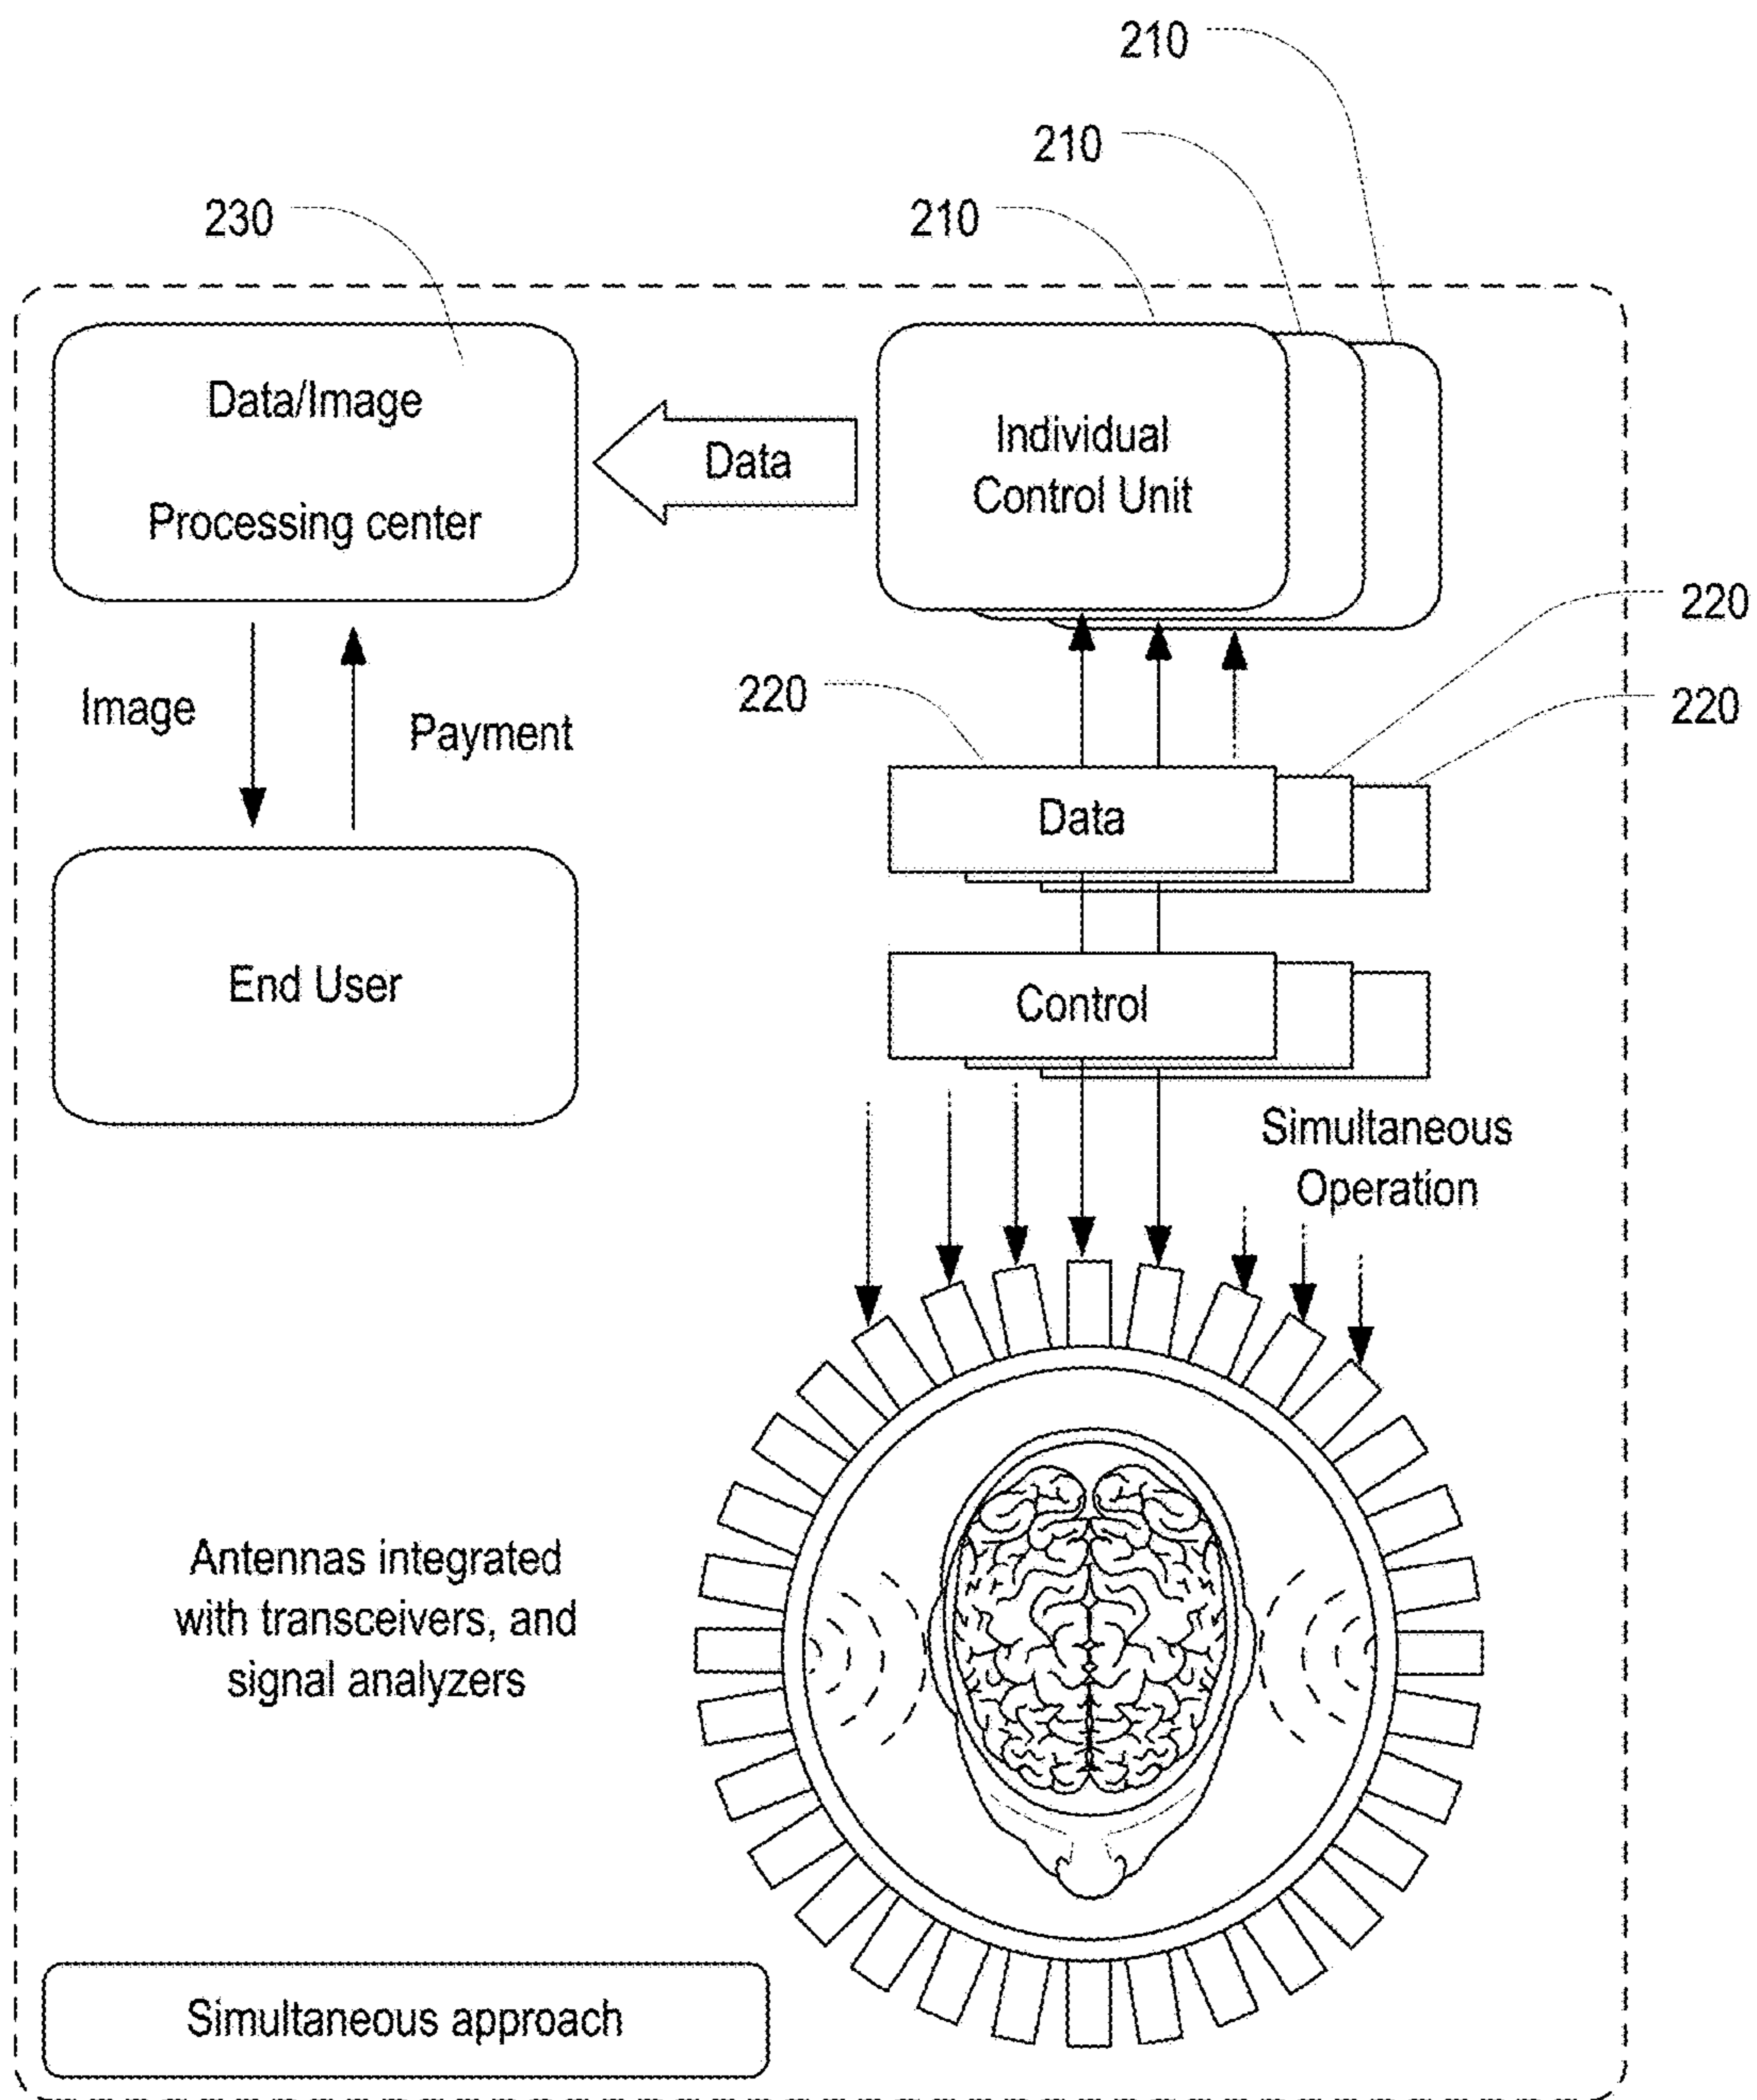 210
210
230
210
Data/Image
Processing center
Data
Individual
Control Unit
220
220
220
Image
Payment
Data
End User
Control
Simultaneous
Operation
Antennas integrated
with transceivers, and
signal analyzers
Simultaneous approach